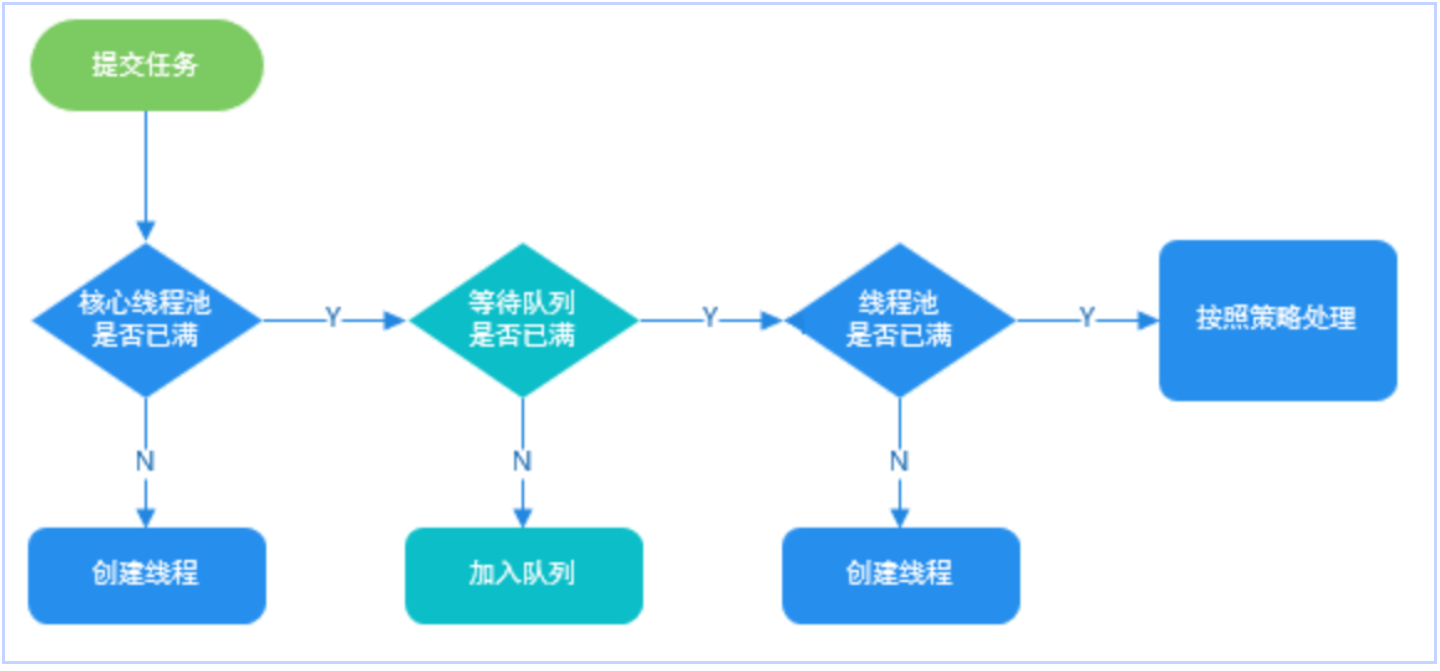 提交任务
核心线程池
是否已满
Y
等待队列
是否已满
Y
线程池
是否已满
Y
按照策略处理
N
N
N
创建线程
加入队列
创建线程